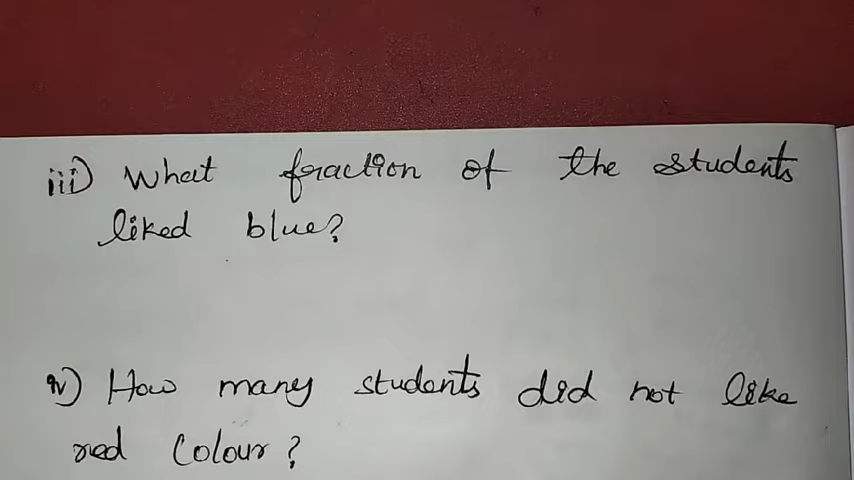 iii) What fraction of the students
liked blue?
iv) How many students did not like
red Colour?